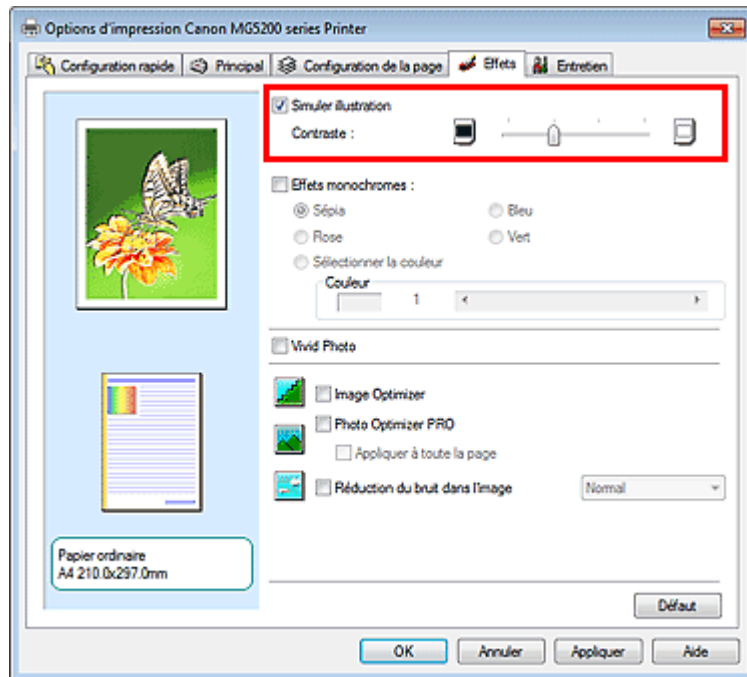 Options d'impression Canon MG5200 series Printer
Configuration rapide Principal Configuration de la page Effets Entretien
Simuler illustration
Contraste :
Effets monochromes :
Sépia Bleu
Rose Vert
Sélectionner la couleur
Couleur
1
Vivid Photo
Image Optimizer
Photo Optimizer PRO
Appliquer à toute la page
Réduction du bruit dans l'image Normal
Papier ordinaire
A4 210.0x297.0mm
Défaut
OK Annuler Appliquer Aide